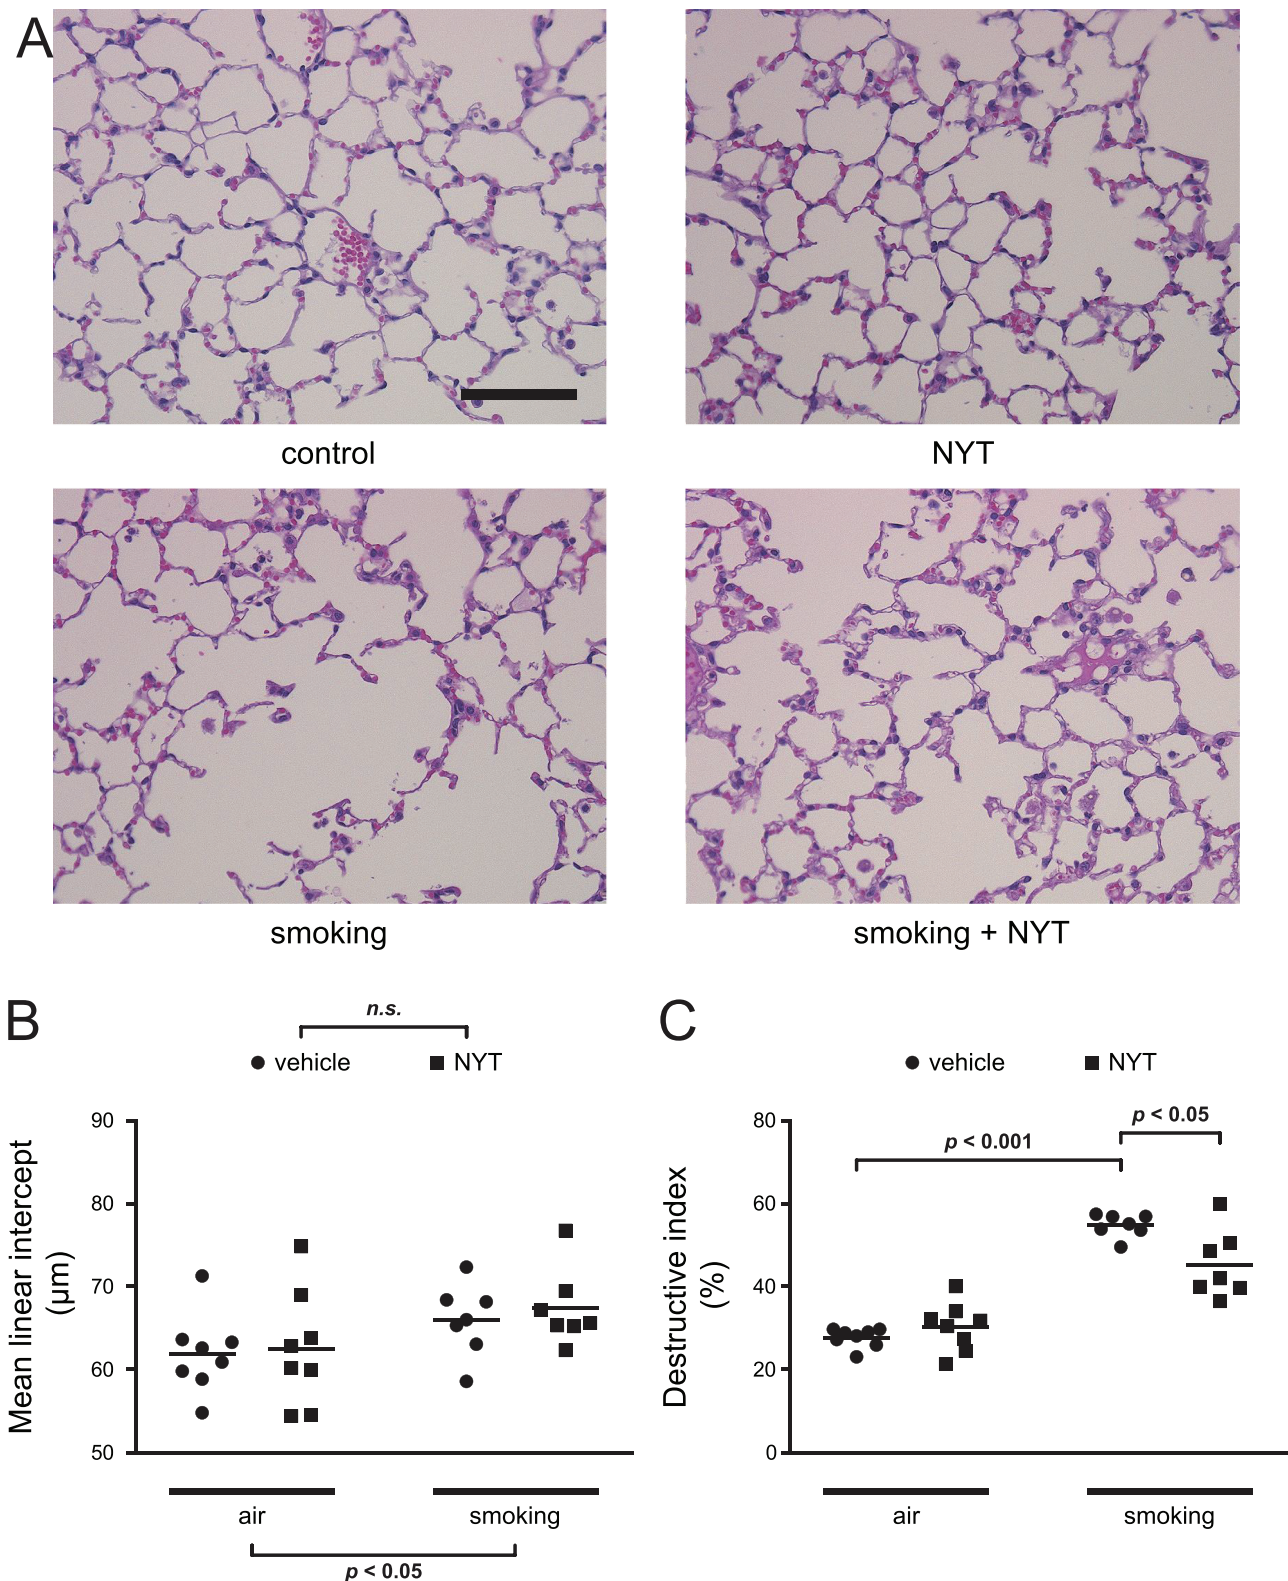 A
control
NYT
smoking
smoking + NYT
B
n.s.
vehicle
NYT
Mean linear intercept
(μm)
90
80
70
60
50
air
smoking
p < 0.05
C
vehicle
NYT
p < 0.05
p < 0.001
Destructive index
(%)
80
60
40
20
0
air
smoking